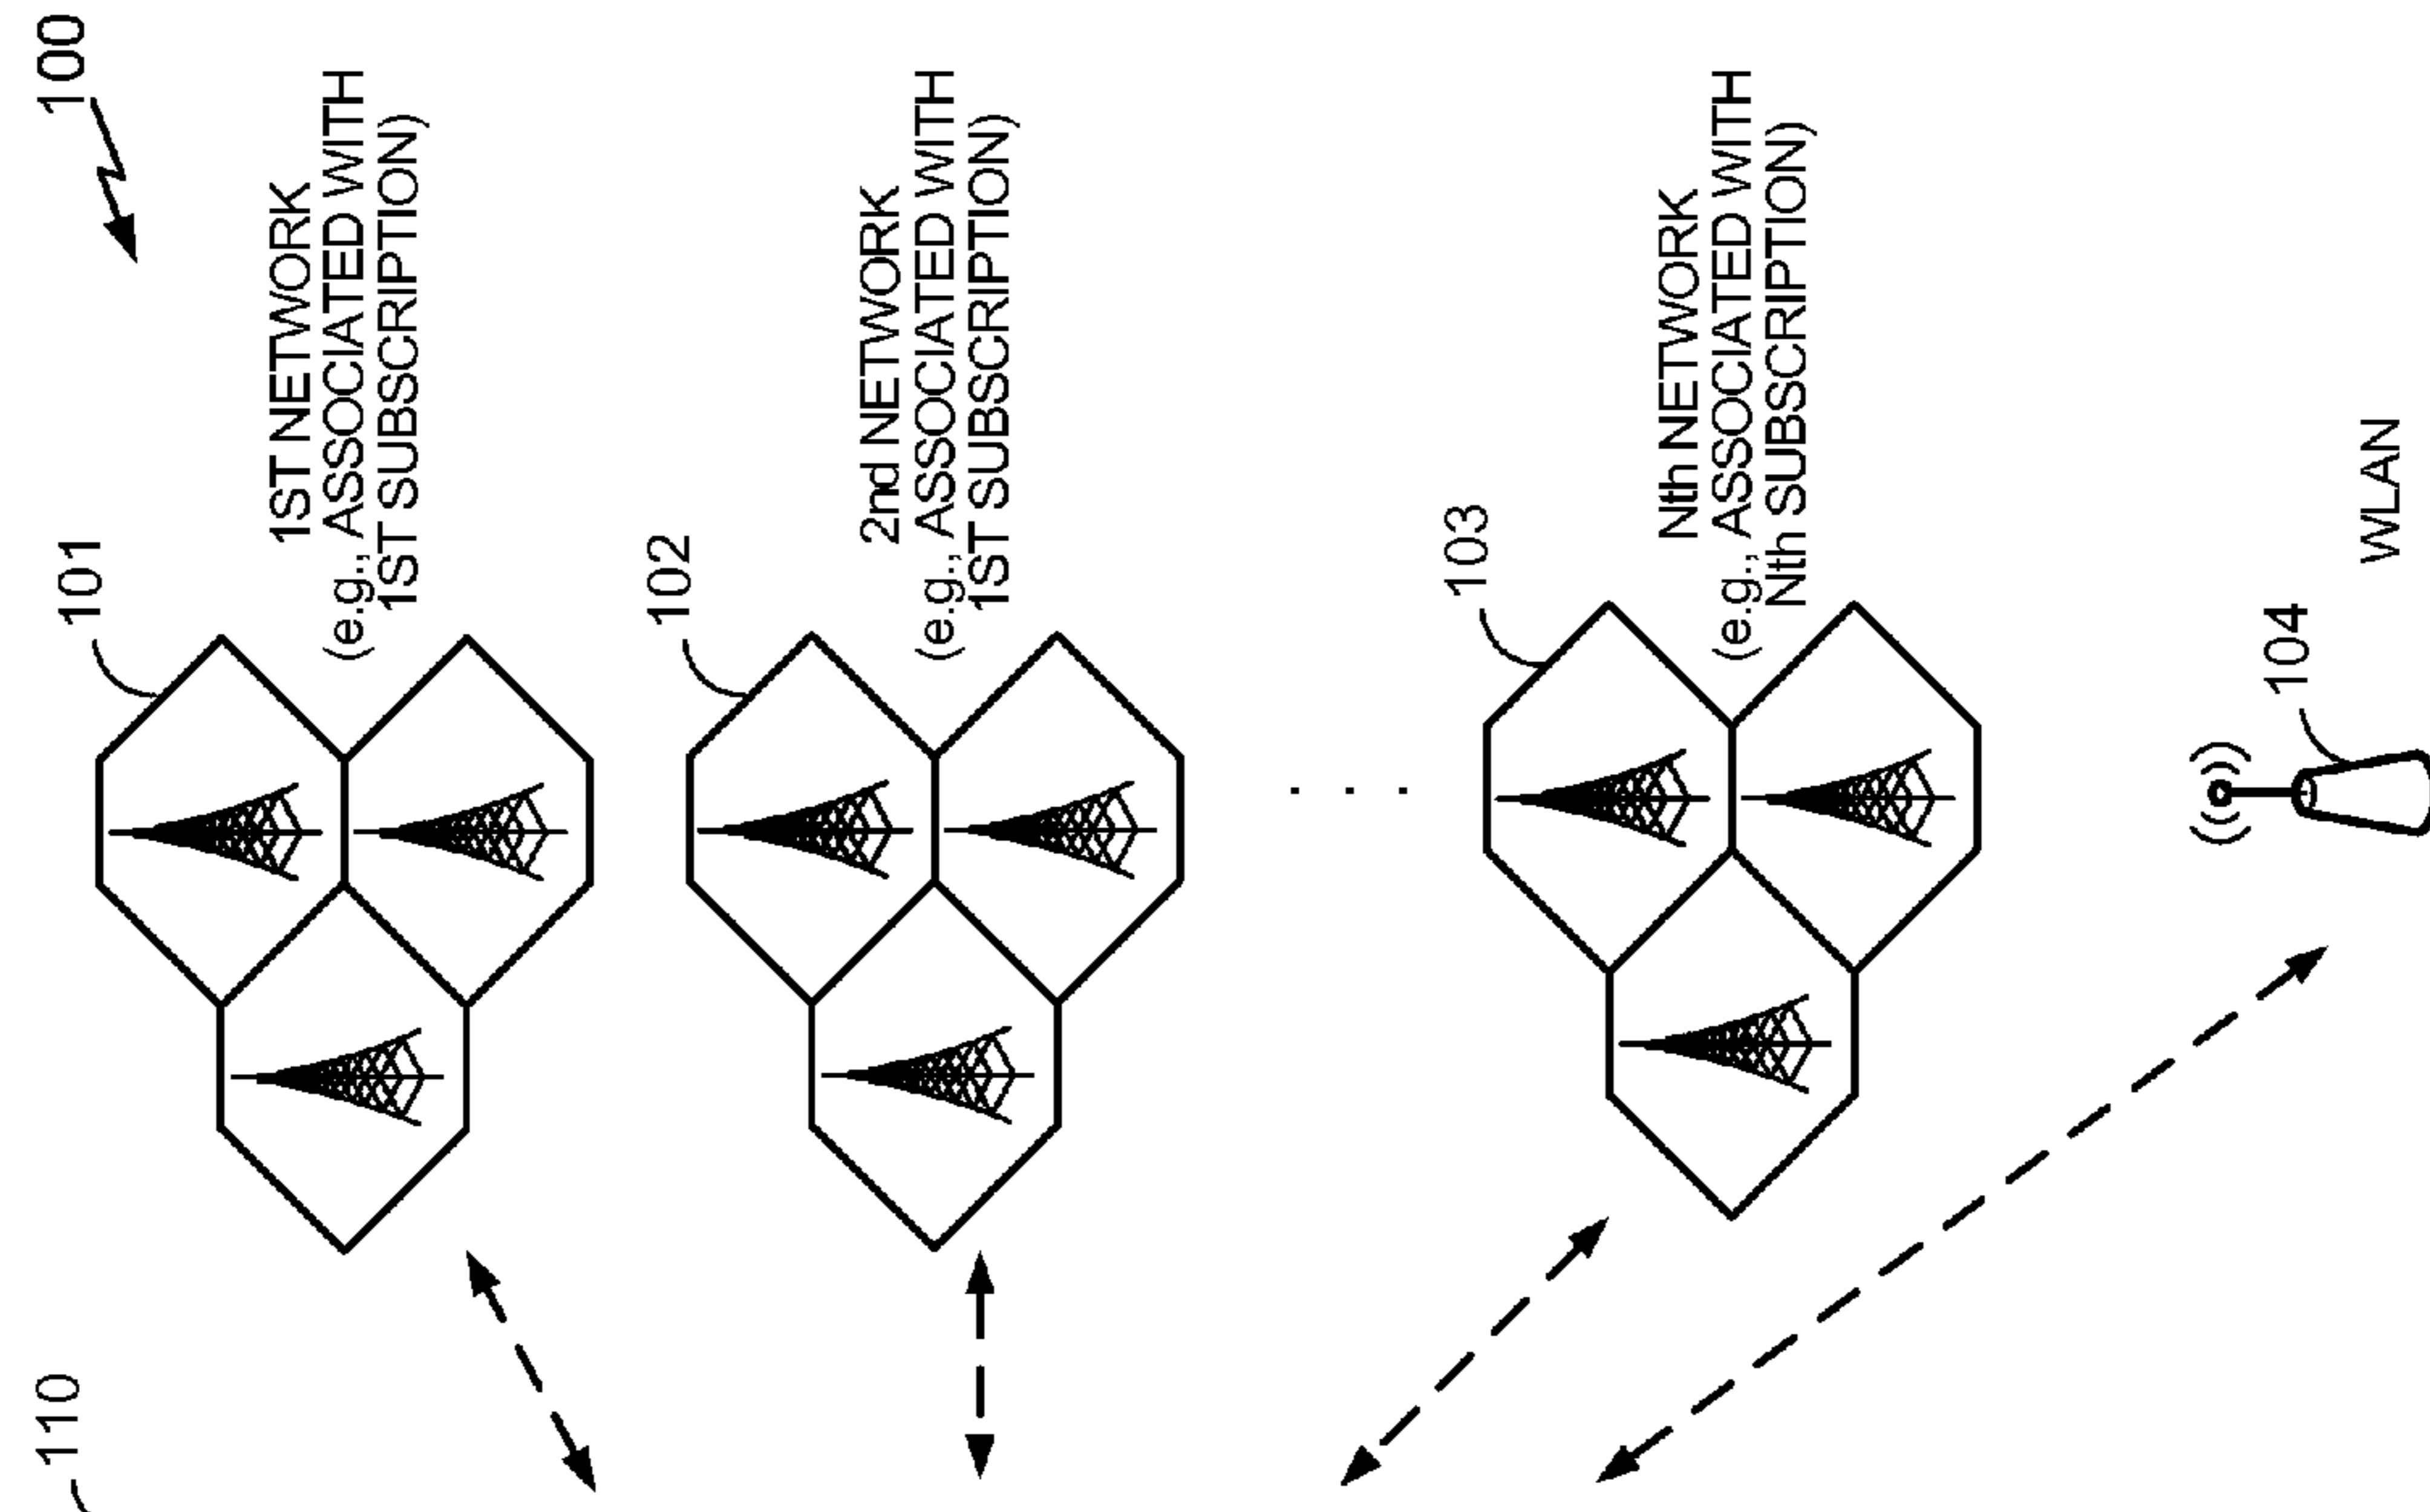 100
101
1ST NETWORK
(e.g., ASSOCIATED WITH
1ST SUBSCRIPTION)
102
2nd NETWORK
(e.g., ASSOCIATED WITH
1ST SUBSCRIPTION)
. . .
103
Nth NETWORK
(e.g., ASSOCIATED WITH
Nth SUBSCRIPTION)
104
WLAN
110